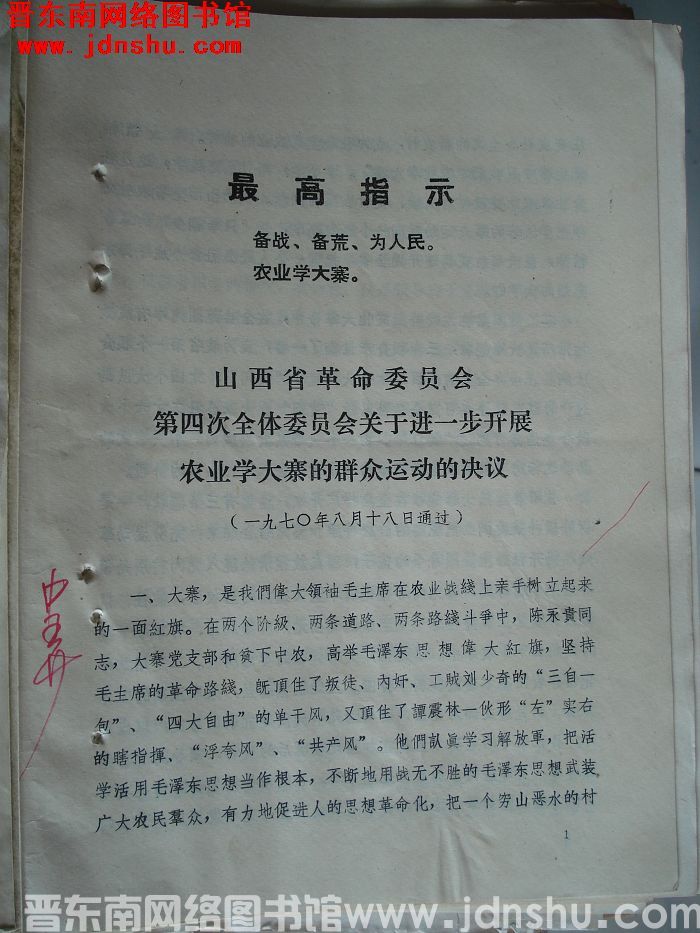 晋东南网络图书馆
www.jdnshu.com
最高指示
备战、备荒、为人民。
农业学大寨。
山西省革命委员会
第四次全体委员会关于进一步开展
农业学大寨的群众运动的决议
(一九七〇年八月十八日通过)
一、大寨，是我們偉大領袖毛主席在农业战綫上亲手树立起来
的一面紅旗。在两个阶級、两条道路、两条路綫斗爭中，陈永貴同
志，大寨党支部和貧下中农，高举毛澤东思想偉大紅旗，坚持
毛主席的革命路綫，旣頂住了叛徒、內奸、工賊刘少奇的“三自一
包”、“四大自由”的单干风，又頂住了譚震林一伙形“左”实右
的瞎指揮、“浮夸风”、“共产风”。他們訊眞学习解放軍，把活
学活用毛澤东思想当作根本，不断地用战无不胜的毛澤东思想武装
广大农民羣众，有力地促进人的思想革命化，把一个穷山恶水的村
1
晋东南网络图书馆 www.jdnshu.com